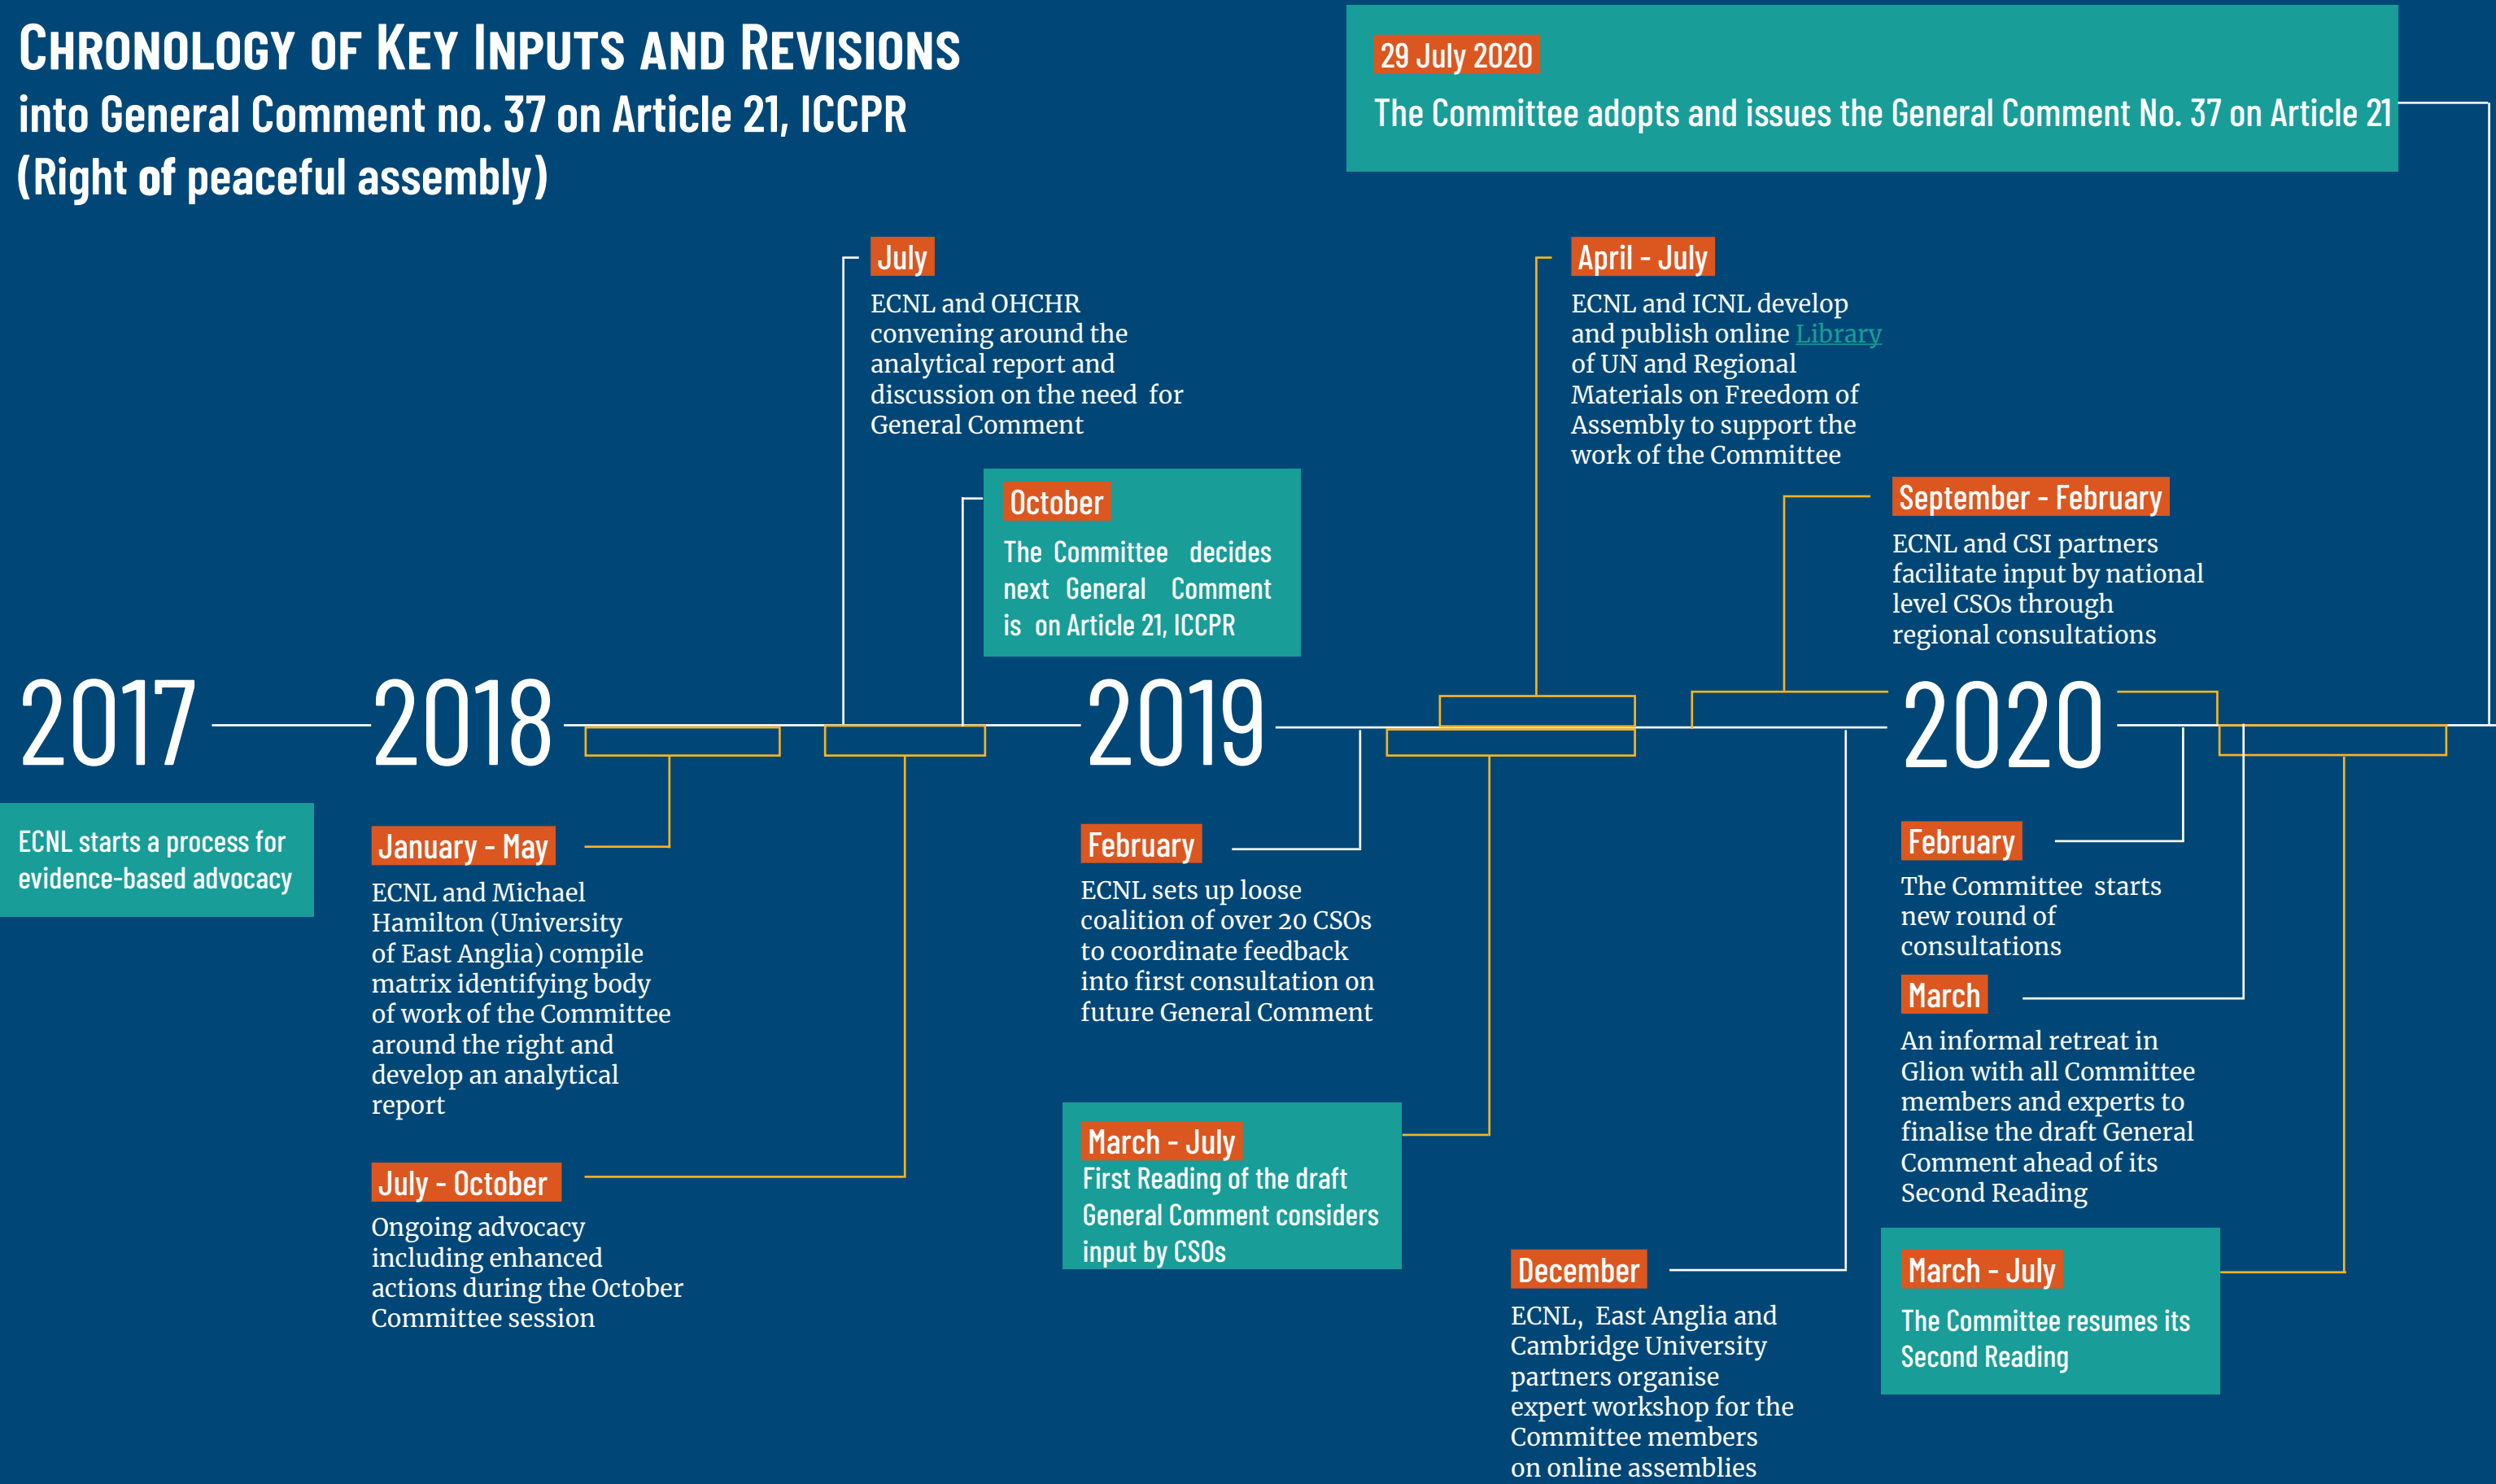 CHRONOLOGY OF KEY INPUTS AND REVISIONS
into General Comment no. 37 on Article 21, ICCPR
(Right of peaceful assembly)
29 July 2020
The Committee adopts and issues the General Comment No. 37 on Article 21
July
ECNL and OHCHR
convening around the
analytical report and
discussion on the need for
General Comment
October
The Committee decides
next General Comment
is on Article 21, ICCPR
April - July
ECNL and ICNL develop
and publish online Library
of UN and Regional
Materials on Freedom of
Assembly to support the
work of the Committee
September - February
ECNL and CSI partners
facilitate input by national
level CSOs through
regional consultations
2017
2018
2019
2020
ECNL starts a process for
evidence-based advocacy
January - May
ECNL and Michael
Hamilton (University
of East Anglia) compile
matrix identifying body
of work of the Committee
around the right and
develop an analytical
report
July - October
Ongoing advocacy
including enhanced
actions during the October
Committee session
February
ECNL sets up loose
coalition of over 20 CSOs
to coordinate feedback
into first consultation on
future General Comment
March - July
First Reading of the draft
General Comment considers
input by CSOs
December
ECNL, East Anglia and
Cambridge University
partners organise
expert workshop for the
Committee members
on online assemblies
February
The Committee starts
new round of
consultations
March
An informal retreat in
Glion with all Committee
members and experts to
finalise the draft General
Comment ahead of its
Second Reading
March - July
The Committee resumes its
Second Reading